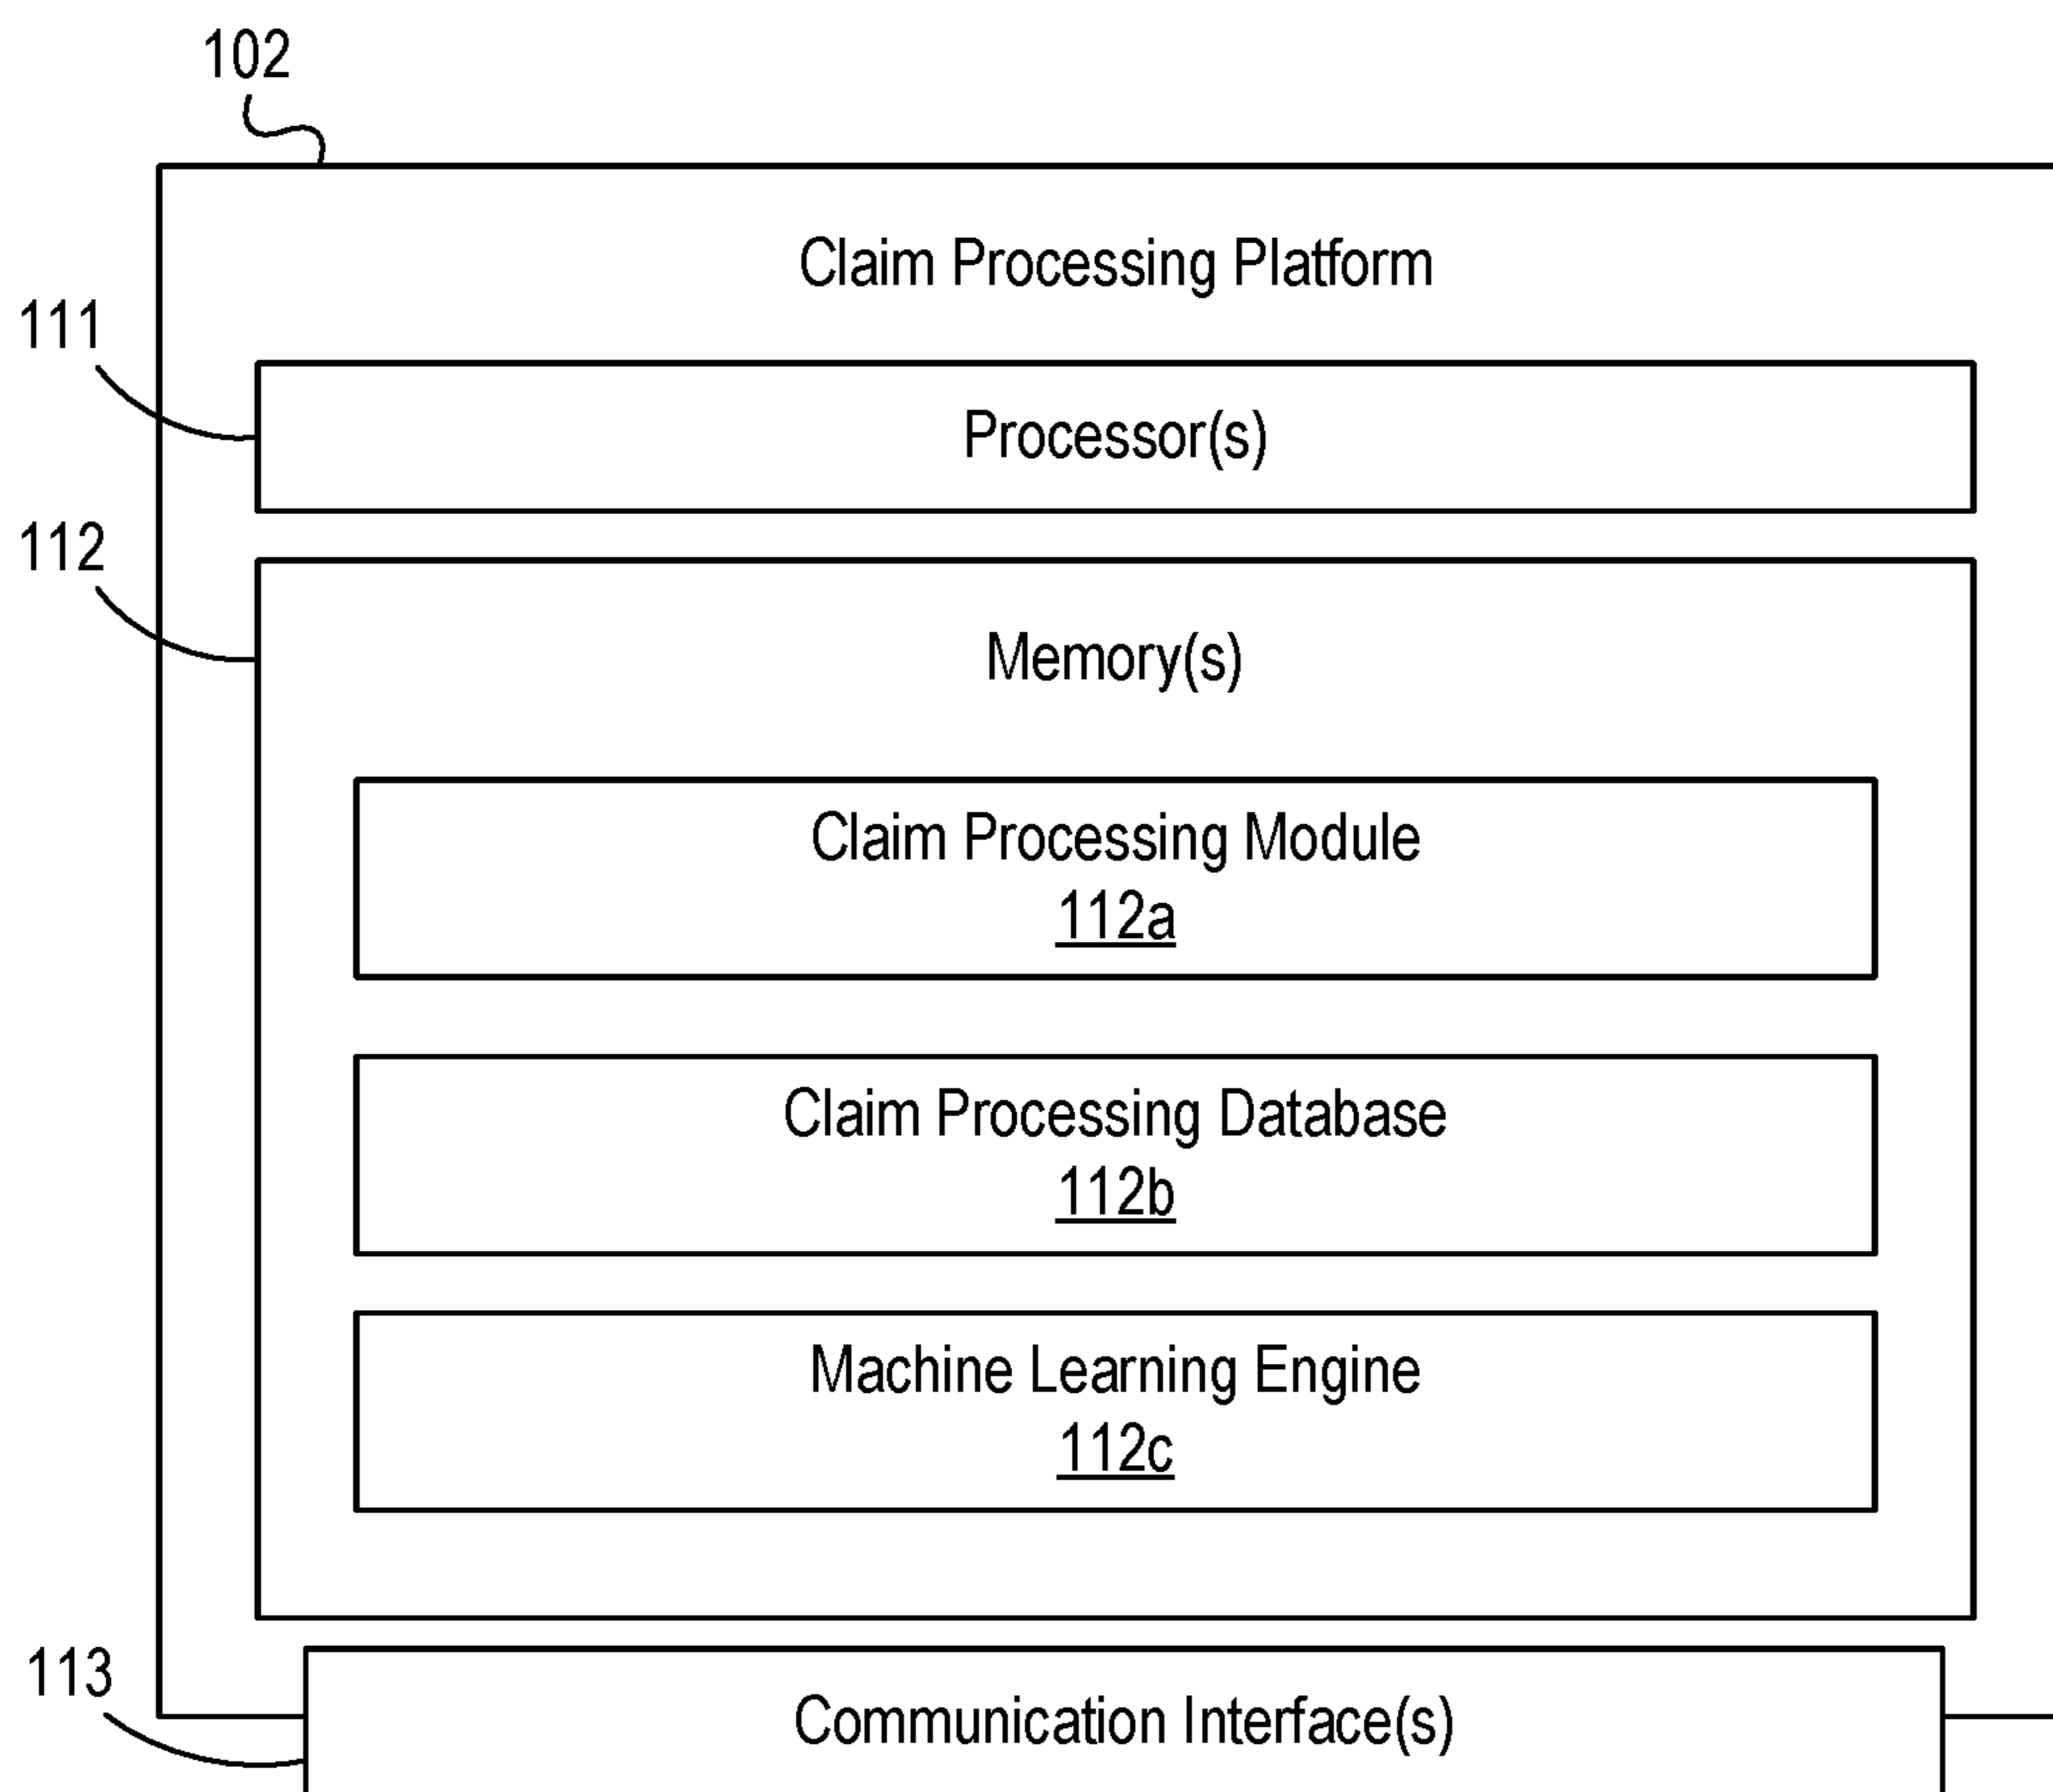 102
Claim Processing Platform
111
Processor(s)
112
Memory(s)
Claim Processing Module
112a
Claim Processing Database
112b
Machine Learning Engine
112c
113
Communication Interface(s)